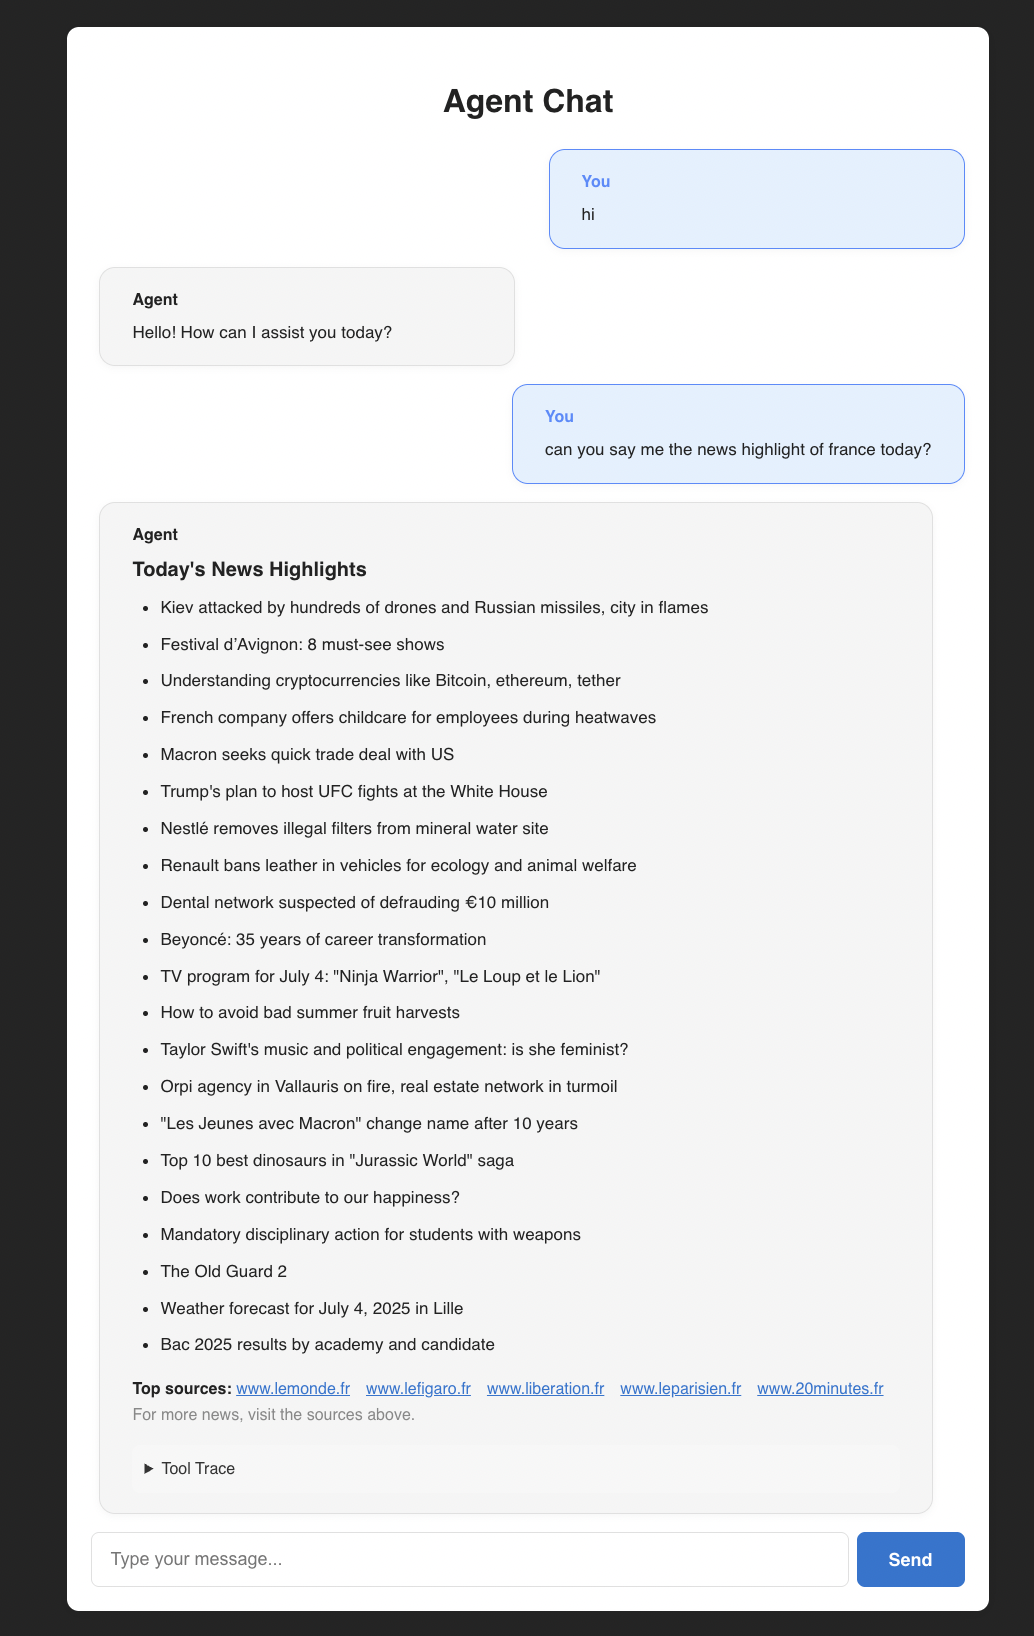 Agent Chat
You
hi
Agent
Hello! How can I assist you today?
You
can you say me the news highlight of france today?
Agent
Today's News Highlights
• Kiev attacked by hundreds of drones and Russian missiles, city in flames
• Festival d’Avignon: 8 must-see shows
• Understanding cryptocurrencies like Bitcoin, ethereum, tether
• French company offers childcare for employees during heatwaves
• Macron seeks quick trade deal with US
• Trump's plan to host UFC fights at the White House
• Nestlé removes illegal filters from mineral water site
• Renault bans leather in vehicles for ecology and animal welfare
• Dental network suspected of defrauding €10 million
• Beyoncé: 35 years of career transformation
• TV program for July 4: "Ninja Warrior", "Le Loup et le Lion"
• How to avoid bad summer fruit harvests
• Taylor Swift's music and political engagement: is she feminist?
• Orpi agency in Vallauris on fire, real estate network in turmoil
• "Les Jeunes avec Macron" change name after 10 years
• Top 10 best dinosaurs in "Jurassic World" saga
• Does work contribute to our happiness?
• Mandatory disciplinary action for students with weapons
• The Old Guard 2
• Weather forecast for July 4, 2025 in Lille
• Bac 2025 results by academy and candidate
Top sources: www.lemonde.fr www.lefigaro.fr www.liberation.fr www.leparisien.fr www.20minutes.fr
For more news, visit the sources above.
▶ Tool Trace
Type your message... Send